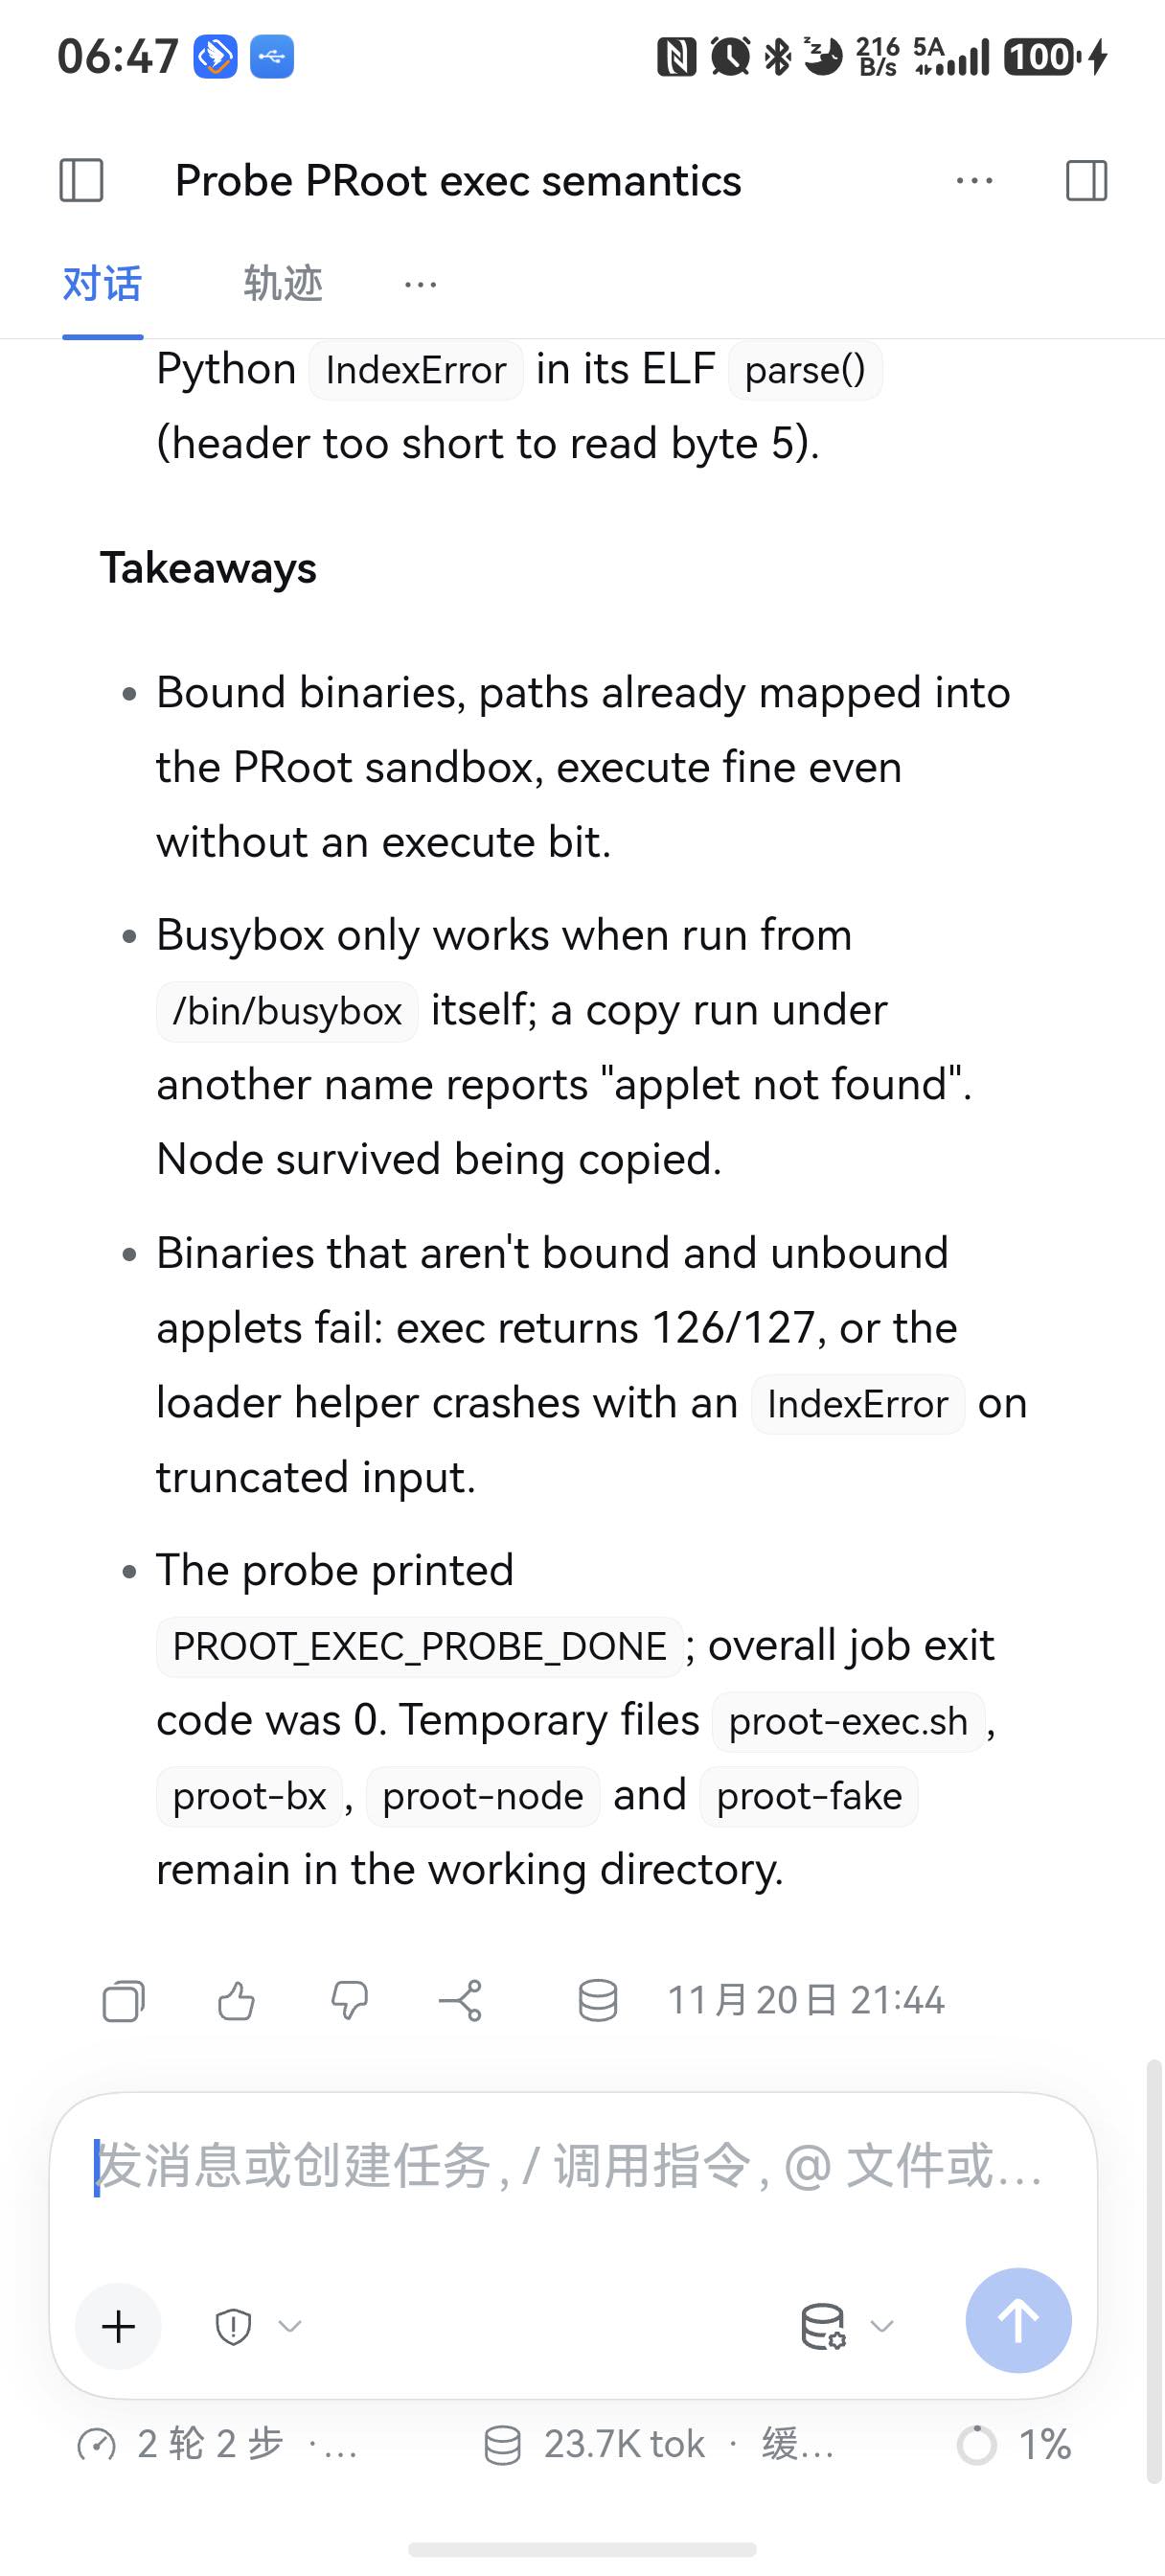 06:47
216 B/s 5A 100
Probe PRoot exec semantics ...
对话 轨迹 ...
Python IndexError in its ELF parse()
(header too short to read byte 5).
Takeaways
• Bound binaries, paths already mapped into
the PRoot sandbox, execute fine even
without an execute bit.
• Busybox only works when run from
/bin/busybox itself; a copy run under
another name reports "applet not found".
Node survived being copied.
• Binaries that aren't bound and unbound
applets fail: exec returns 126/127, or the
loader helper crashes with an IndexError on
truncated input.
• The probe printed
PROOT_EXEC_PROBE_DONE; overall job exit
code was 0. Temporary files proot-exec.sh,
proot-bx, proot-node and proot-fake
remain in the working directory.
11月20日 21:44
发消息或创建任务, / 调用指令, @ 文件或...
2 轮 2 步 ·... 23.7K tok · 缓... 1%